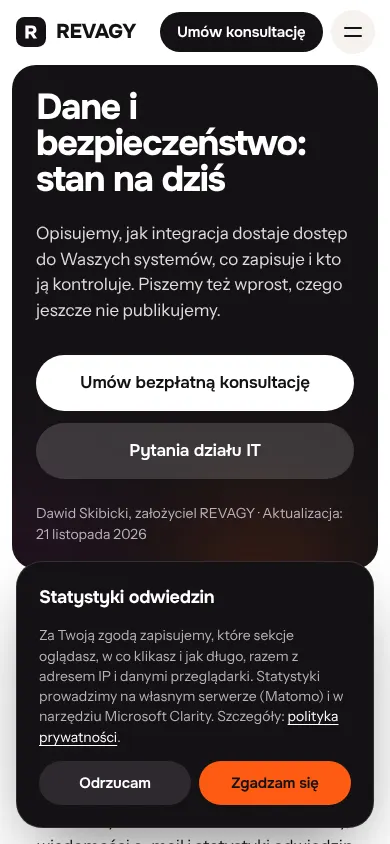 R REVAGY
Umów konsultację
Dane i
bezpieczeństwo:
stan na dziś
Opisujemy, jak integracja dostaje dostęp
do Waszych systemów, co zapisuje i kto
ją kontroluje. Piszemy też wprost, czego
jeszcze nie publikujemy.
Umów bezpłatną konsultację
Pytania działu IT
Dawid Skibicki, założyciel REVAGY · Aktualizacja:
21 listopada 2026
Statystyki odwiedzin
Za Twoją zgodą zapisujemy, które sekcje
oglądasz, w co klikasz i jak długo, razem z
adresem IP i danymi przeglądarki. Statystyki
prowadzimy na własnym serwerze (Matomo) i w
narzędziu Microsoft Clarity. Szczegóły: polityka
prywatności.
Odrzucam
Zgadzam się